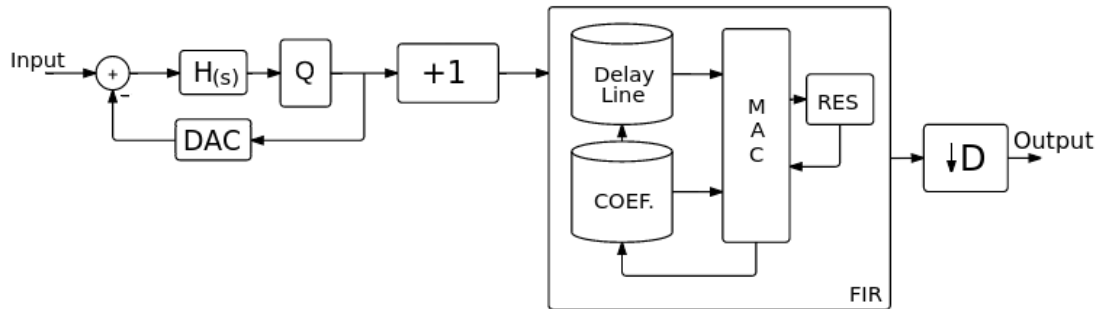 Input
+
−
H(s)
Q
DAC
+1
Delay
Line
COEF.
M
A
C
RES
FIR
↓D
Output